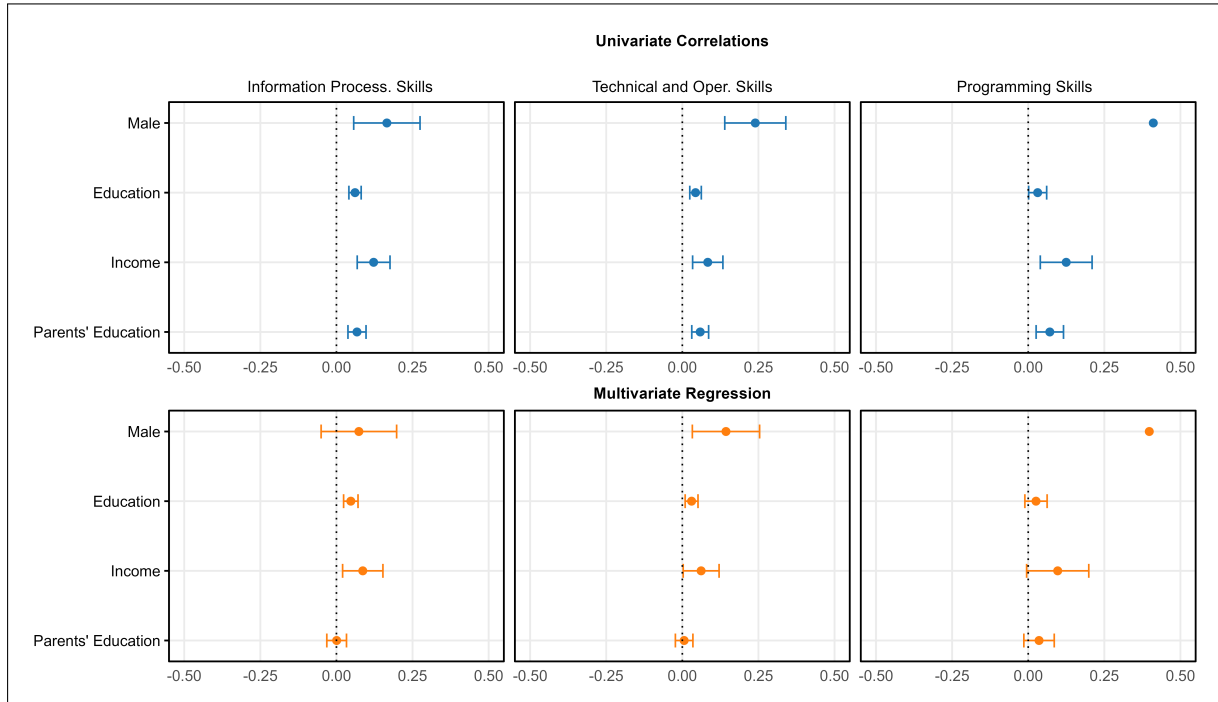 Univariate Correlations
Information Process. Skills
Technical and Oper. Skills
Programming Skills
Male
Education
Income
Parents' Education
-0.50 -0.25 0.00 0.25 0.50 -0.50 -0.25 0.00 0.25 0.50 -0.50 -0.25 0.00 0.25 0.50
Multivariate Regression
Male
Education
Income
Parents' Education
-0.50 -0.25 0.00 0.25 0.50 -0.50 -0.25 0.00 0.25 0.50 -0.50 -0.25 0.00 0.25 0.50